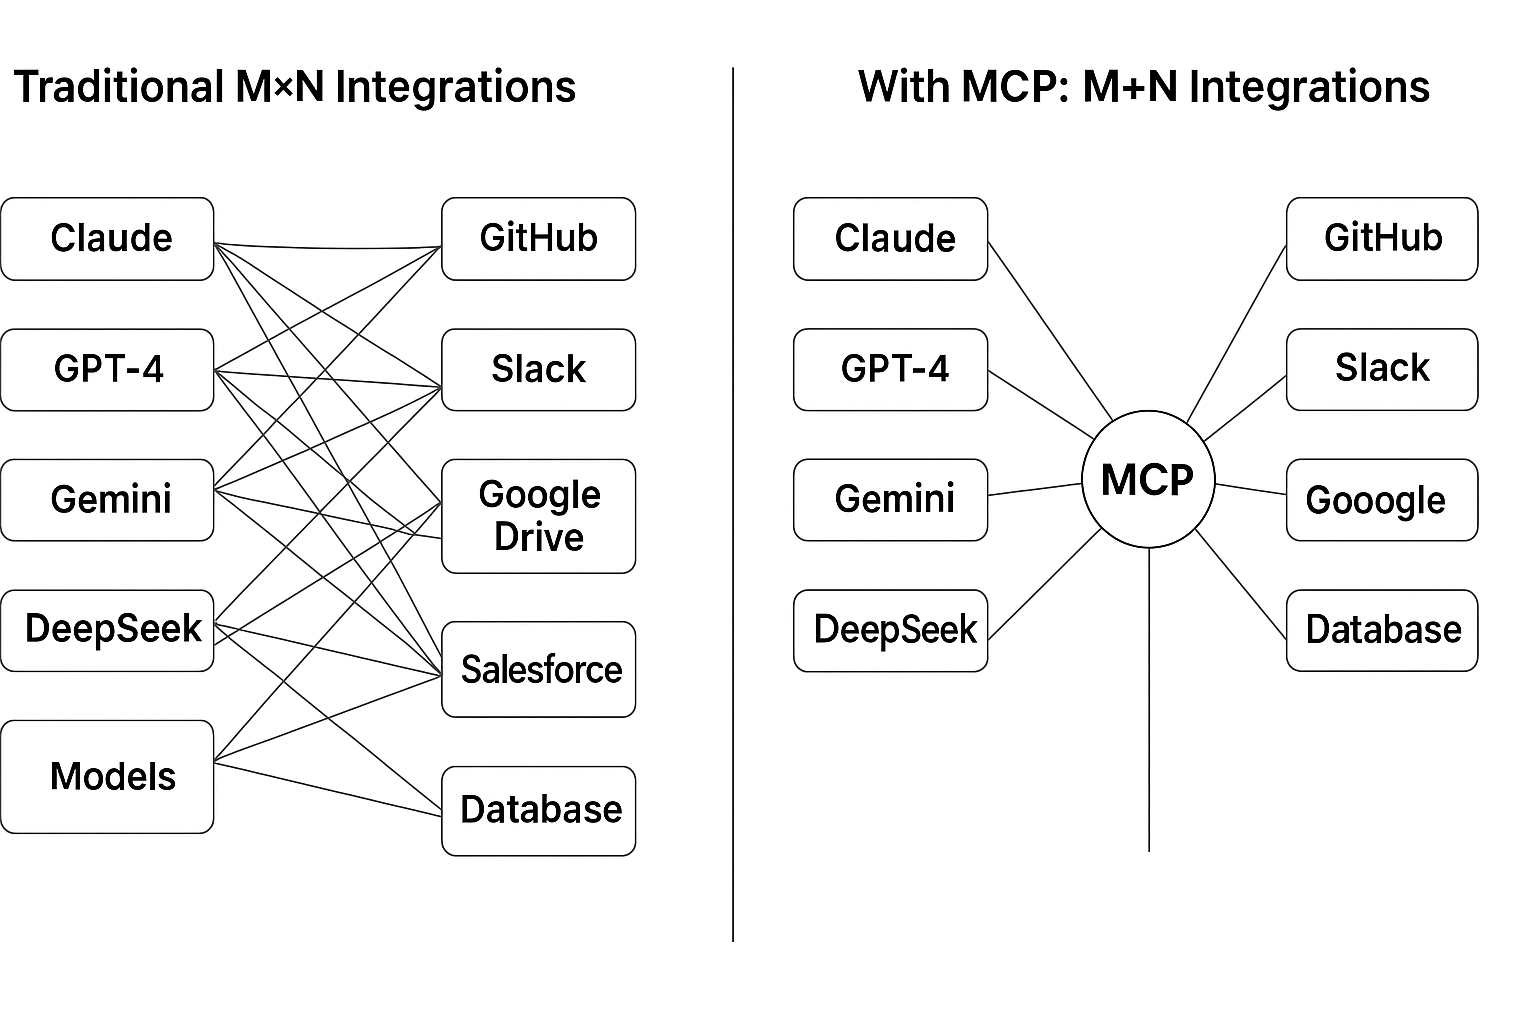 Traditional M×N Integrations
Claude
GPT-4
Gemini
DeepSeek
Models
GitHub
Slack
Google
Drive
Salesforce
Database
With MCP: M+N Integrations
Claude
GPT-4
Gemini
DeepSeek
MCP
GitHub
Slack
Gooogle
Database